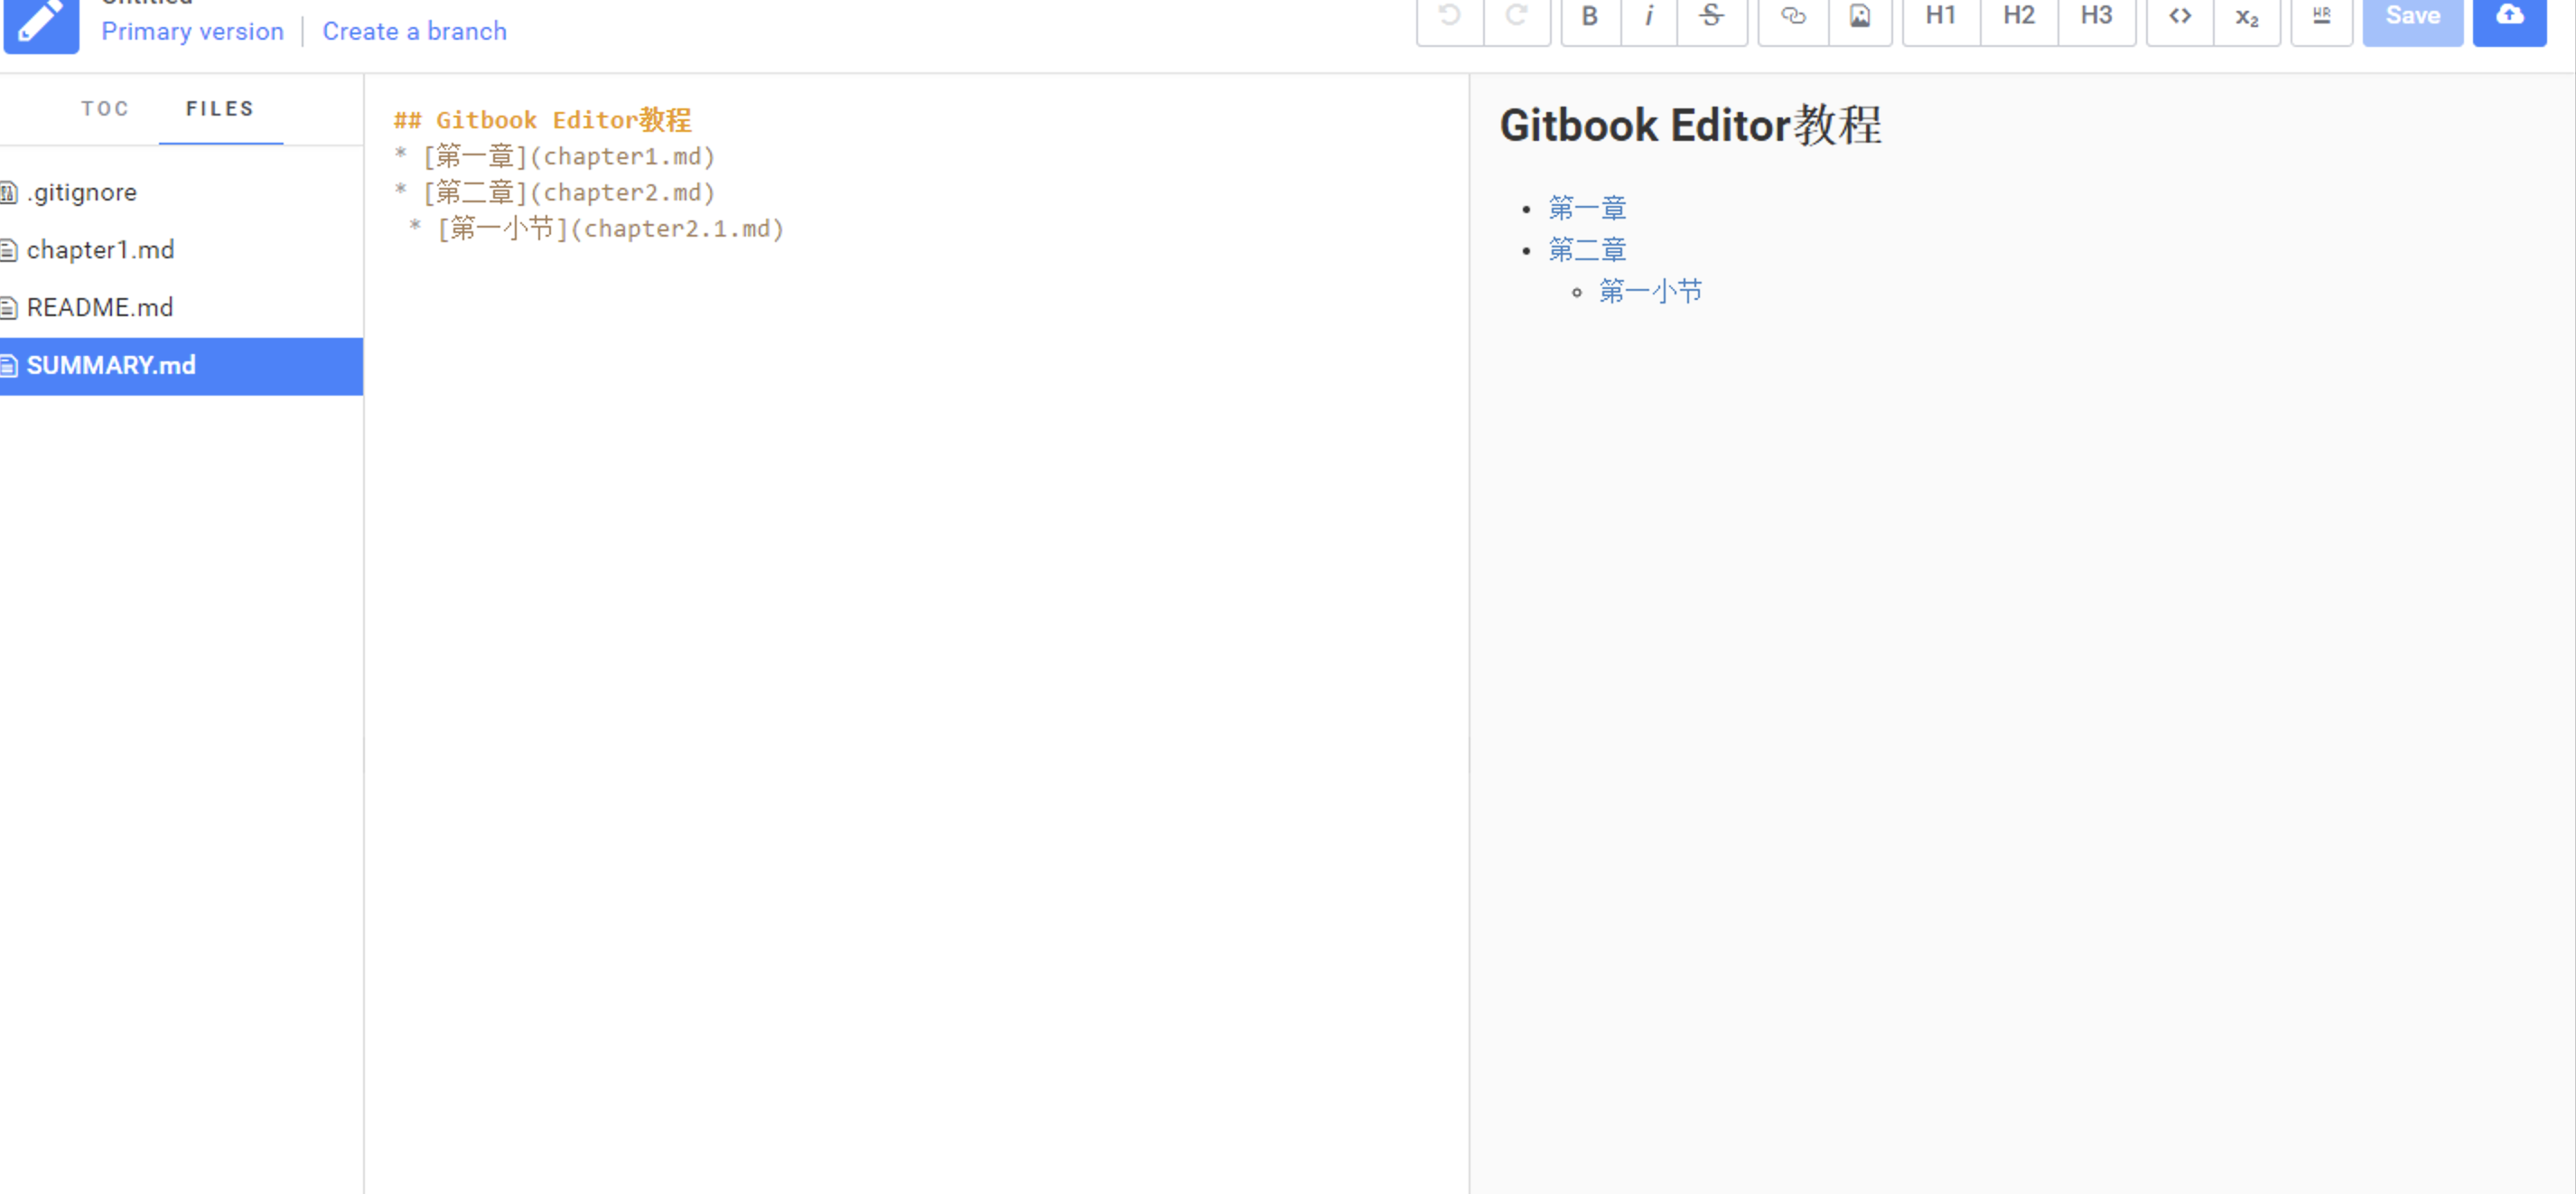 Untitled
Primary version | Create a branch
B i S H1 H2 H3 <> x₂ HR Save
TOC FILES
.gitignore
chapter1.md
README.md
SUMMARY.md
## Gitbook Editor教程
* [第一章](chapter1.md)
* [第二章](chapter2.md)
* [第一小节](chapter2.1.md)
Gitbook Editor教程
• 第一章
• 第二章
◦ 第一小节